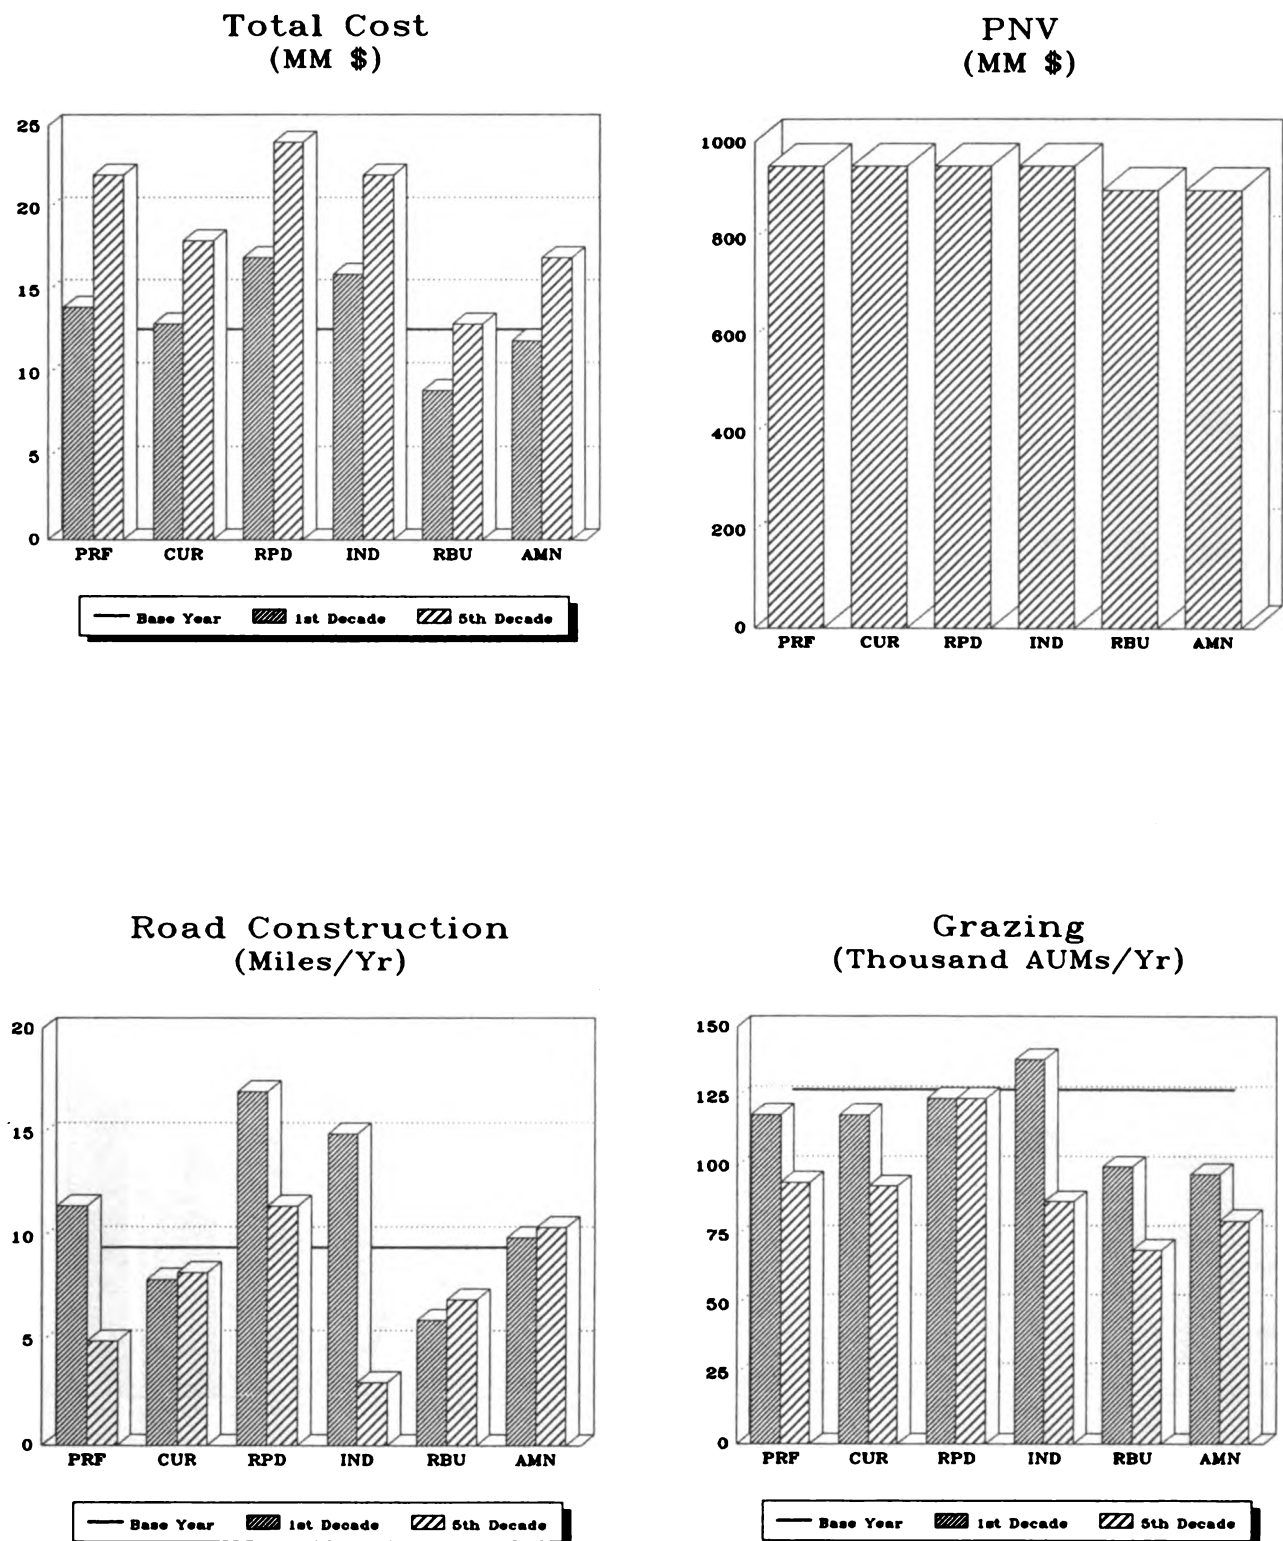 Total Cost
(MM $)
25
20
15
10
5
0
PRF CUR RPD IND RBU AMN
Base Year 1st Decade 5th Decade
PNV
(MM $)
1000
800
600
400
200
0
PRF CUR RPD IND RBU AMN
Road Construction
(Miles/Yr)
20
15
10
5
0
PRF CUR RPD IND RBU AMN
Base Year 1st Decade 5th Decade
Grazing
(Thousand AUMs/Yr)
150
125
100
75
50
25
0
PRF CUR RPD IND RBU AMN
Base Year 1st Decade 5th Decade